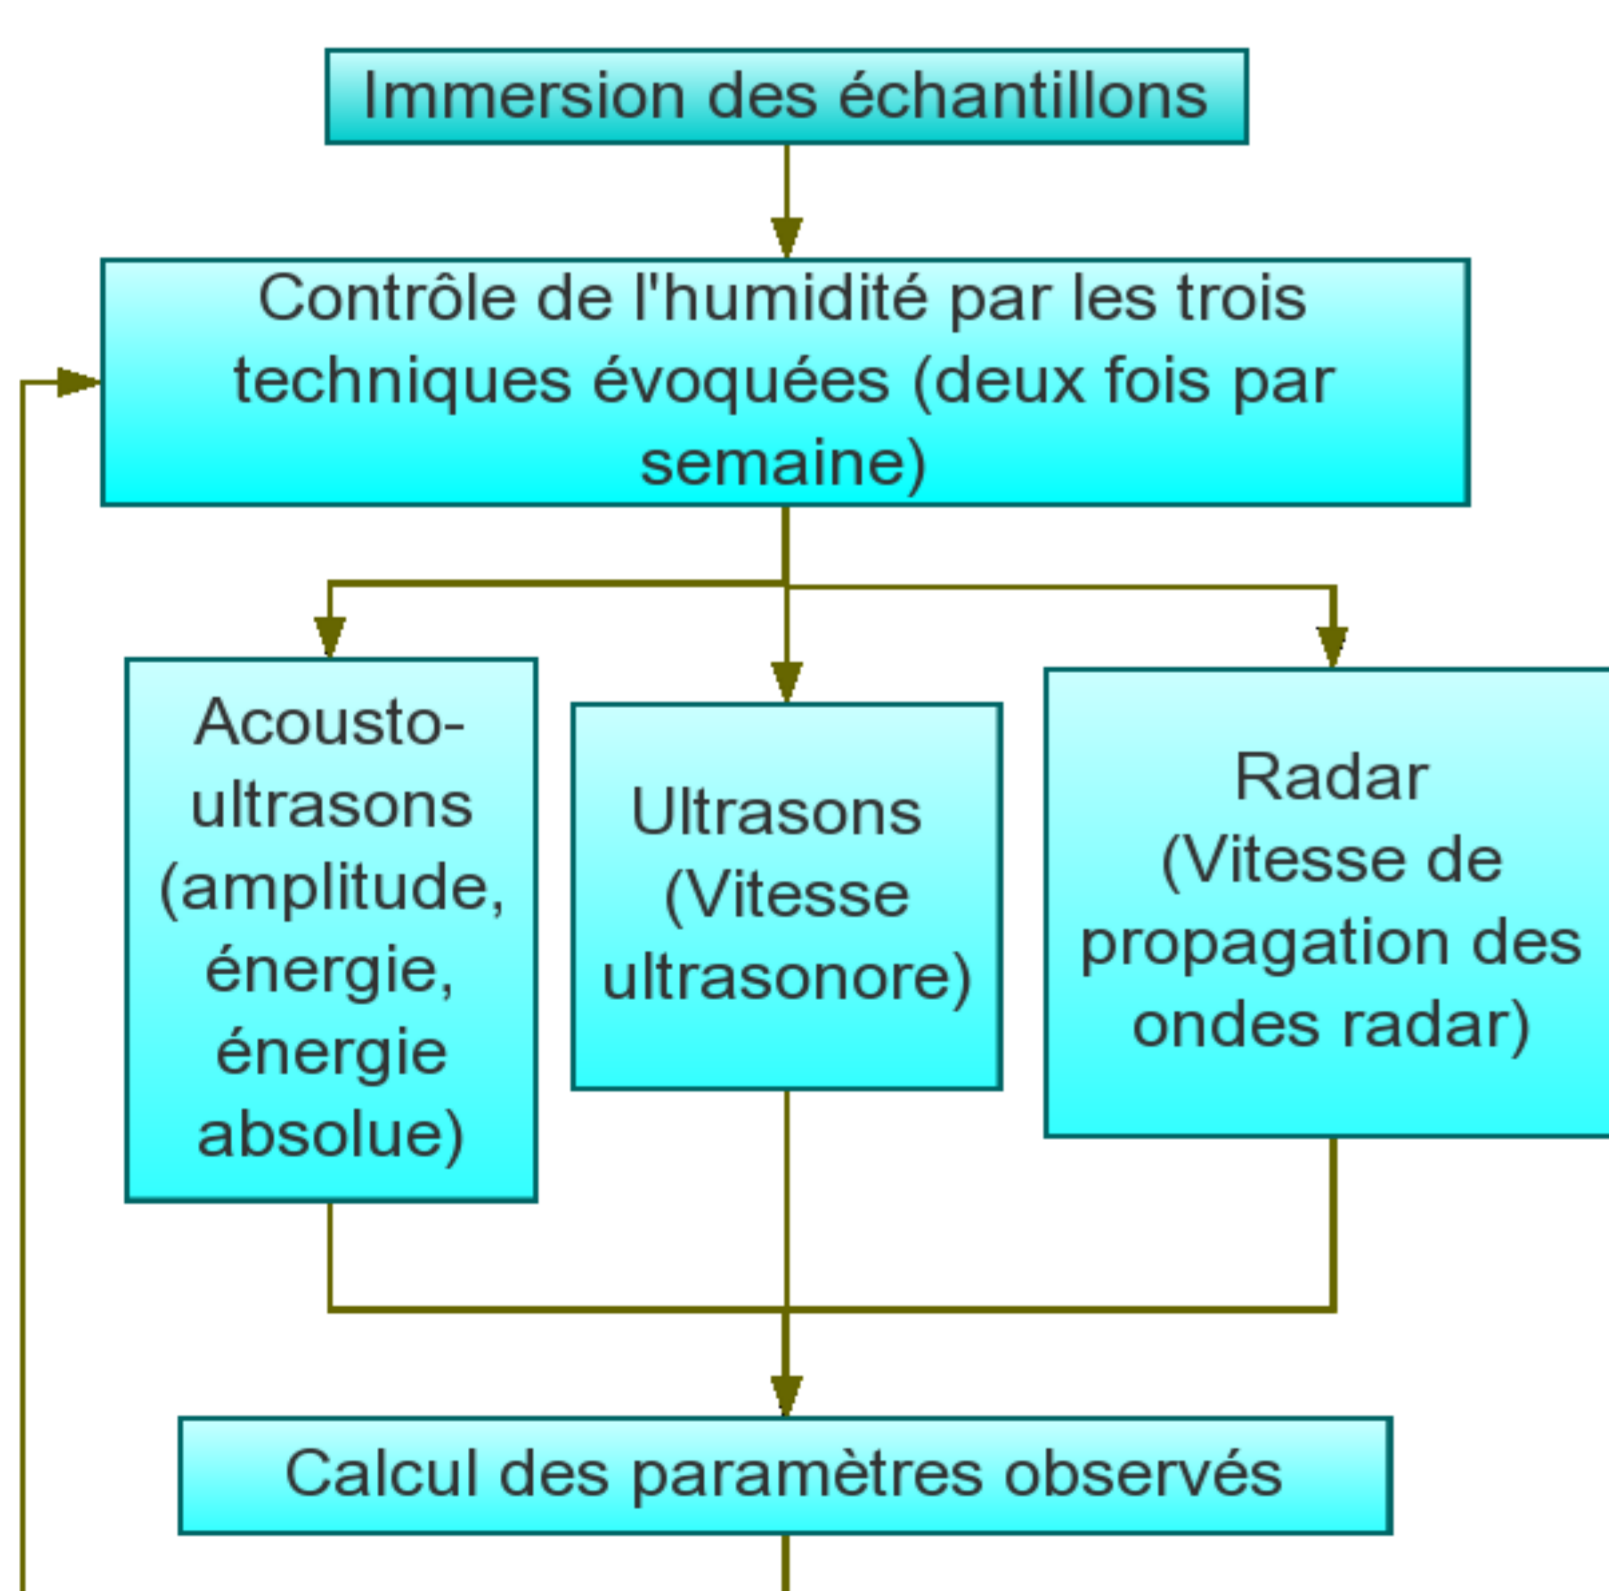 Immersion des échantillons
Contrôle de l'humidité par les trois
techniques évoquées (deux fois par
semaine)
Acousto-
ultrasons
(amplitude,
énergie,
énergie
absolue)
Ultrasons
(Vitesse
ultrasonore)
Radar
(Vitesse de
propagation des
ondes radar)
Calcul des paramètres observés